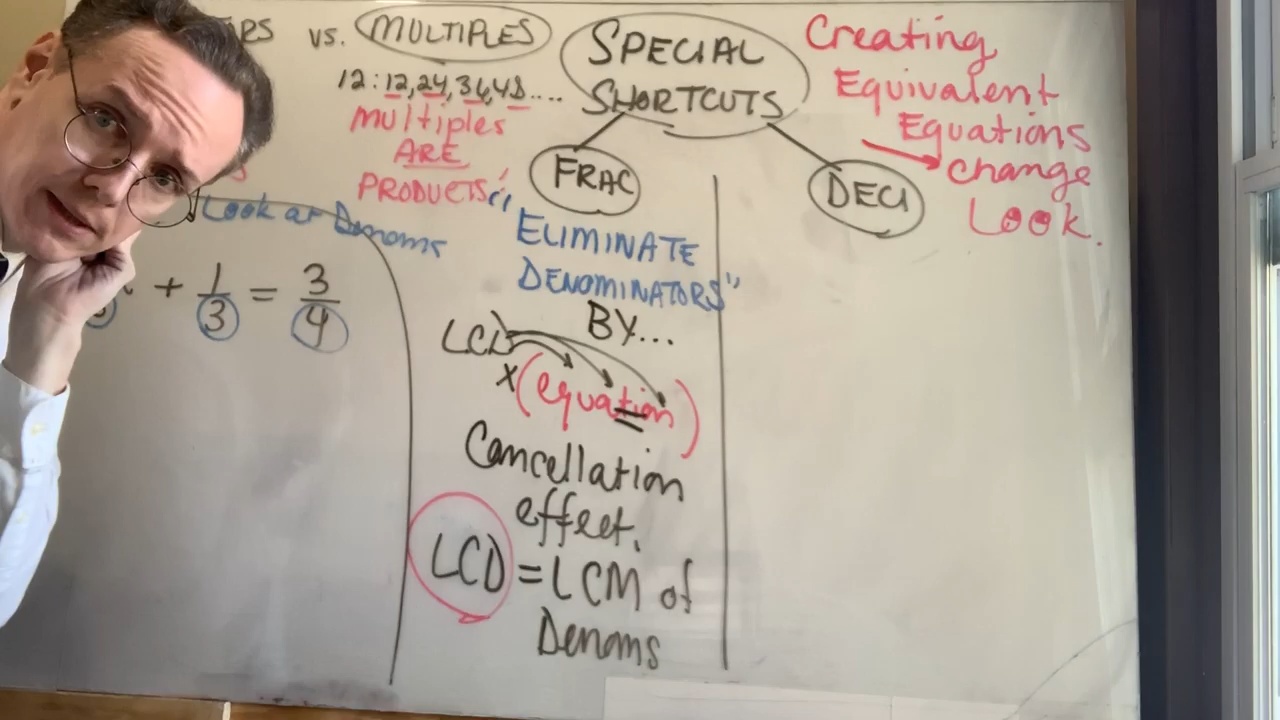 VS. MULTIPLES
12:12,24,36,48....
multiples
ARE
PRODUCTS
Look at Denoms
+ 1/3 = 3/4
SPECIAL
SHORTCUTS
FRAC
DECI
"ELIMINATE
DENOMINATORS"
BY...
LCD
x(equation)
Cancellation
effect.
LCD = LCM of
Denoms
Creating
Equivalent
Equations
change
Look.